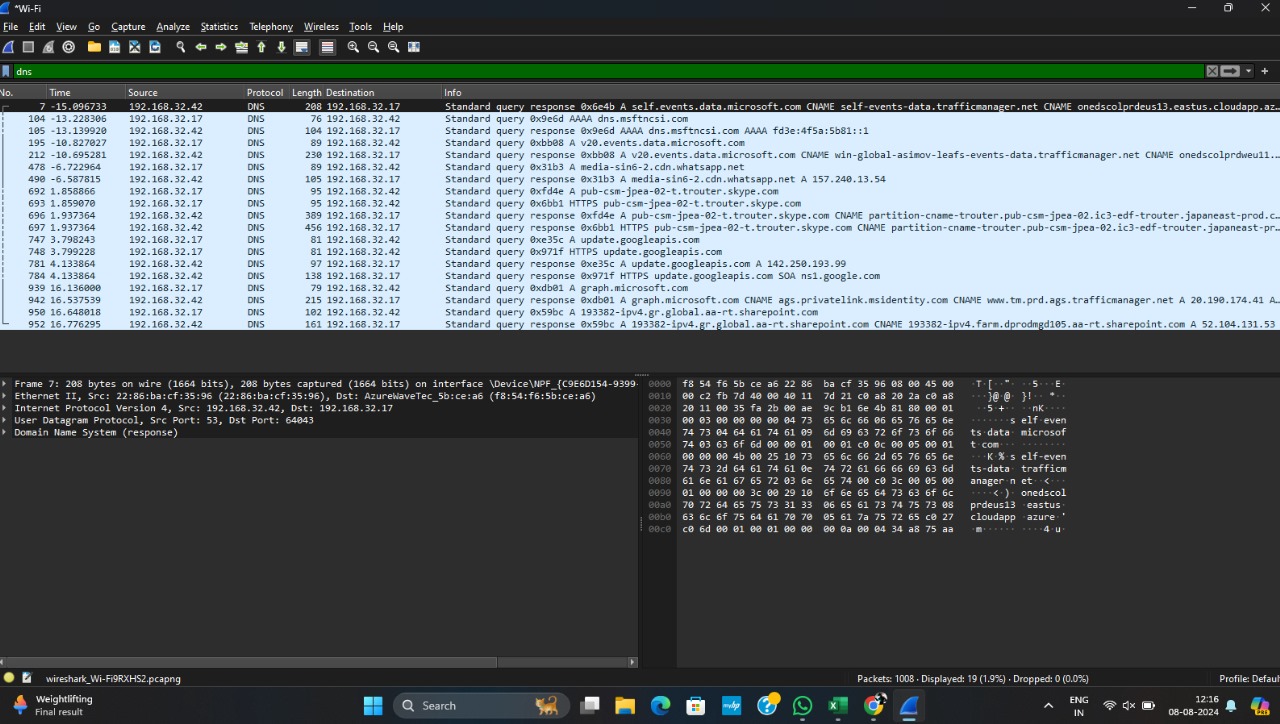 *Wi-Fi
File Edit View Go Capture Analyze Statistics Telephony Wireless Tools Help
dns
No. Time Source Protocol Length Destination Info
7 -15.096733 192.168.32.42 DNS 208 192.168.32.17 Standard query response 0x6e4b A self.events.data.microsoft.com CNAME self-events-data.trafficmanager.net CNAME onedscolprdeus13.eastus.cloudapp.az...
104 -13.228306 192.168.32.17 DNS 76 192.168.32.42 Standard query 0x9e6d AAAA dns.msftncsi.com
105 -13.139920 192.168.32.42 DNS 104 192.168.32.17 Standard query response 0x9e6d AAAA dns.msftncsi.com AAAA fd3e:4f5a:5b81::1
195 -10.827027 192.168.32.17 DNS 89 192.168.32.42 Standard query 0xbb08 A v20.events.data.microsoft.com
212 -10.695281 192.168.32.42 DNS 230 192.168.32.17 Standard query response 0xbb08 A v20.events.data.microsoft.com CNAME win-global-asimov-leafs-events-data.trafficmanager.net CNAME onedscolprdweu11...
478 -6.722964 192.168.32.17 DNS 89 192.168.32.42 Standard query 0x31b3 A media-sin6-2.cdn.whatsapp.net
490 -6.587815 192.168.32.42 DNS 105 192.168.32.17 Standard query response 0x31b3 A media-sin6-2.cdn.whatsapp.net A 157.240.13.54
692 1.858866 192.168.32.17 DNS 95 192.168.32.42 Standard query 0xfd4e A pub-csm-jpea-02-t.trouter.skype.com
693 1.859070 192.168.32.17 DNS 95 192.168.32.42 Standard query 0x6bb1 HTTPS pub-csm-jpea-02-t.trouter.skype.com
696 1.937364 192.168.32.42 DNS 389 192.168.32.17 Standard query response 0xfd4e A pub-csm-jpea-02-t.trouter.skype.com CNAME partition-cname-trouter.pub-csm-jpea-02.ic3-edf-trouter.japaneast-prod.c...
697 1.937364 192.168.32.42 DNS 456 192.168.32.17 Standard query response 0x6bb1 HTTPS pub-csm-jpea-02-t.trouter.skype.com CNAME partition-cname-trouter.pub-csm-jpea-02.ic3-edf-trouter.japaneast-pr...
747 3.798243 192.168.32.17 DNS 81 192.168.32.42 Standard query 0xe35c A update.googleapis.com
748 3.799228 192.168.32.17 DNS 81 192.168.32.42 Standard query 0x971f HTTPS update.googleapis.com
781 4.133864 192.168.32.42 DNS 97 192.168.32.17 Standard query response 0xe35c A update.googleapis.com A 142.250.193.99
784 4.133864 192.168.32.42 DNS 138 192.168.32.17 Standard query response 0x971f HTTPS update.googleapis.com SOA ns1.google.com
939 16.136000 192.168.32.17 DNS 79 192.168.32.42 Standard query 0xdb01 A graph.microsoft.com
942 16.537539 192.168.32.42 DNS 215 192.168.32.17 Standard query response 0xdb01 A graph.microsoft.com CNAME ags.privatelink.msidentity.com CNAME www.tm.prd.ags.trafficmanager.net A 20.190.174.41 A...
950 16.648018 192.168.32.17 DNS 102 192.168.32.42 Standard query 0x59bc A 193382-ipv4.gr.global.aa-rt.sharepoint.com
952 16.776295 192.168.32.42 DNS 161 192.168.32.17 Standard query response 0x59bc A 193382-ipv4.gr.global.aa-rt.sharepoint.com CNAME 193382-ipv4.farm.dprodmgd105.aa-rt.sharepoint.com A 52.104.131.53
Frame 7: 208 bytes on wire (1664 bits), 208 bytes captured (1664 bits) on interface \Device\NPF_{C9E6D154-9399-
Ethernet II, Src: 22:86:ba:cf:35:96 (22:86:ba:cf:35:96), Dst: AzureWaveTec_5b:ce:a6 (f8:54:f6:5b:ce:a6)
Internet Protocol Version 4, Src: 192.168.32.42, Dst: 192.168.32.17
User Datagram Protocol, Src Port: 53, Dst Port: 64043
Domain Name System (response)
0000 f8 54 f6 5b ce a6 22 86 ba cf 35 96 08 00 45 00 ·T·[··"· ··5···E·
0010 00 c2 fb 7d 40 00 40 11 7d 21 c0 a8 20 2a c0 a8 ···}@·@· }!·· *··
0020 20 11 00 35 fa 2b 00 ae 9c b1 6e 4b 81 80 00 01 ··5·+·· ··nK····
0030 00 03 00 00 00 00 04 73 65 6c 66 06 65 76 65 6e ·······s elf·even
0040 74 73 04 64 61 74 61 09 6d 69 63 72 6f 73 6f 66 ts·data· microsof
0050 74 03 63 6f 6d 00 00 01 00 01 c0 0c 00 05 00 01 t·com··· ········
0060 00 00 00 4b 00 25 10 73 65 6c 66 2d 65 76 65 6e ···K·%·s elf-even
0070 74 73 2d 64 61 74 61 0e 74 72 61 66 66 69 63 6d ts-data· trafficm
0080 61 6e 61 67 65 72 03 6e 65 74 00 c0 3c 00 05 00 anager·n et··<···
0090 01 00 00 00 3c 00 29 10 6f 6e 65 64 73 63 6f 6c ····<·)· onedscol
00a0 70 72 64 65 75 73 31 33 06 65 61 73 74 75 73 08 prdeus13 ·eastus·
00b0 63 6c 6f 75 64 61 70 70 05 61 7a 75 72 65 c0 27 cloudapp ·azure·'
00c0 c0 6d 00 01 00 01 00 00 00 0a 00 04 34 a8 75 aa ·m······ ····4·u·
wireshark_Wi-Fi9RXHS2.pcapng Packets: 1008 · Displayed: 19 (1.9%) · Dropped: 0 (0.0%) Profile: Defaul
Weightlifting
Final result
Search
ENG
IN
12:16
08-08-2024